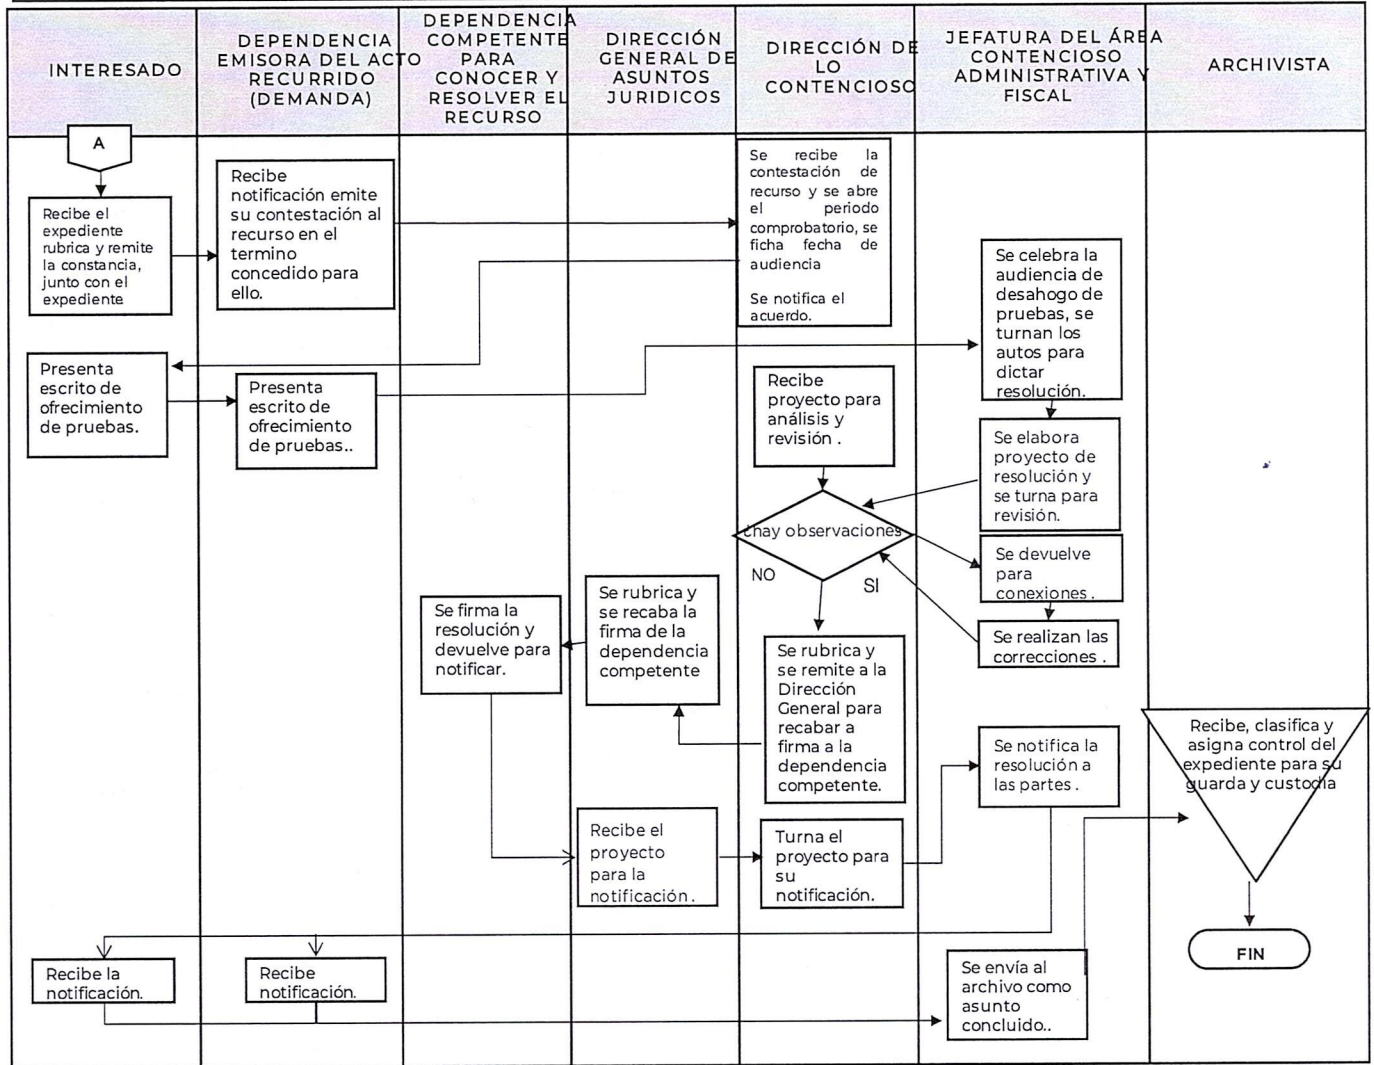 INTERESADO
DEPENDENCIA
EMISORA DEL ACTO
RECURRIDO
(DEMANDA)
DEPENDENCIA
COMPETENTE
PARA
CONOCER Y
RESOLVER EL
RECURSO
DIRECCIÓN
GENERAL DE
ASUNTOS
JURIDICOS
DIRECCIÓN DE
LO
CONTENCIOSO
JEFATURA DEL ÁREA
CONTENCIOSO
ADMINISTRATIVA Y
FISCAL
ARCHIVISTA
A
Recibe el
expediente
rubrica y remite
la constancia,
junto con el
expediente
Recibe
notificación emite
su contestación al
recurso en el
termino
concedido para
ello.
Se recibe la
contestación de
recurso y se abre
el periodo
comprobatorio, se
ficha fecha de
audiencia
Se notifica el
acuerdo.
Se celebra la
audiencia de
desahogo de
pruebas, se
turnan los
autos para
dictar
resolución.
Presenta
escrito de
ofrecimiento
de pruebas.
Presenta
escrito de
ofrecimiento
de pruebas..
Recibe
proyecto para
análisis y
revisión .
Se elabora
proyecto de
resolución y
se turna para
revisión.
¿hay observaciones
NO
SI
Se devuelve
para
conexiones .
Se realizan las
correcciones .
Se firma la
resolución y
devuelve para
notificar.
Se rubrica y
se recaba la
firma de la
dependencia
competente
Se rubrica y
se remite a la
Dirección
General para
recabar a
firma a la
dependencia
competente.
Se notifica la
resolución a
las partes .
Recibe, clasifica y
asigna control del
expediente para su
guarda y custodia
Recibe el
proyecto
para la
notificación .
Turna el
proyecto para
su
notificación.
Recibe la
notificación.
Recibe
notificación.
Se envía al
archivo como
asunto
concluido..
FIN